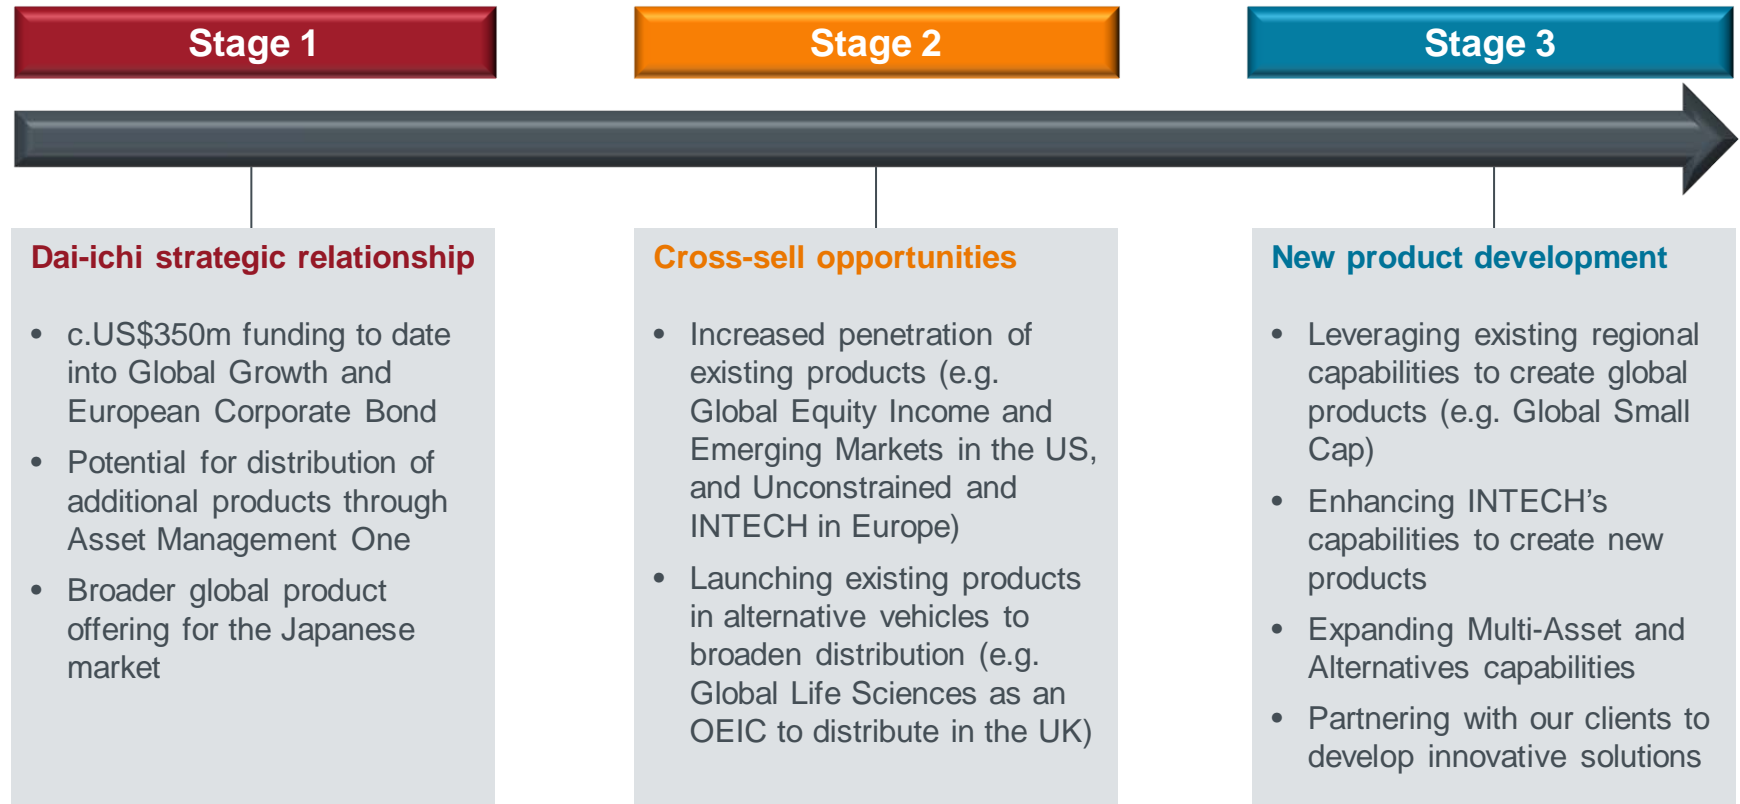 Stage 1
Stage 2
Stage 3
Dai-ichi strategic relationship
• c.US$350m funding to date
into Global Growth and
European Corporate Bond
• Potential for distribution of
additional products through
Asset Management One
• Broader global product
offering for the Japanese
market
Cross-sell opportunities
• Increased penetration of
existing products (e.g.
Global Equity Income and
Emerging Markets in the US,
and Unconstrained and
INTECH in Europe)
• Launching existing products
in alternative vehicles to
broaden distribution (e.g.
Global Life Sciences as an
OEIC to distribute in the UK)
New product development
• Leveraging existing regional
capabilities to create global
products (e.g. Global Small
Cap)
• Enhancing INTECH’s
capabilities to create new
products
• Expanding Multi-Asset and
Alternatives capabilities
• Partnering with our clients to
develop innovative solutions